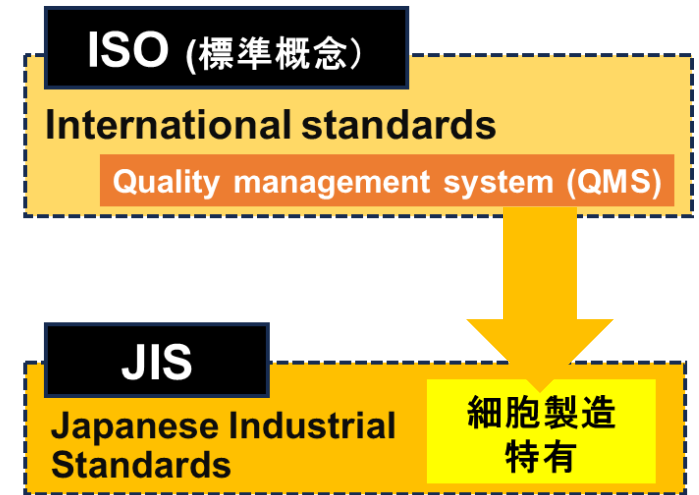 ISO (標準概念）
International standards
Quality management system (QMS)
JIS
Japanese Industrial
Standards
細胞製造
特有